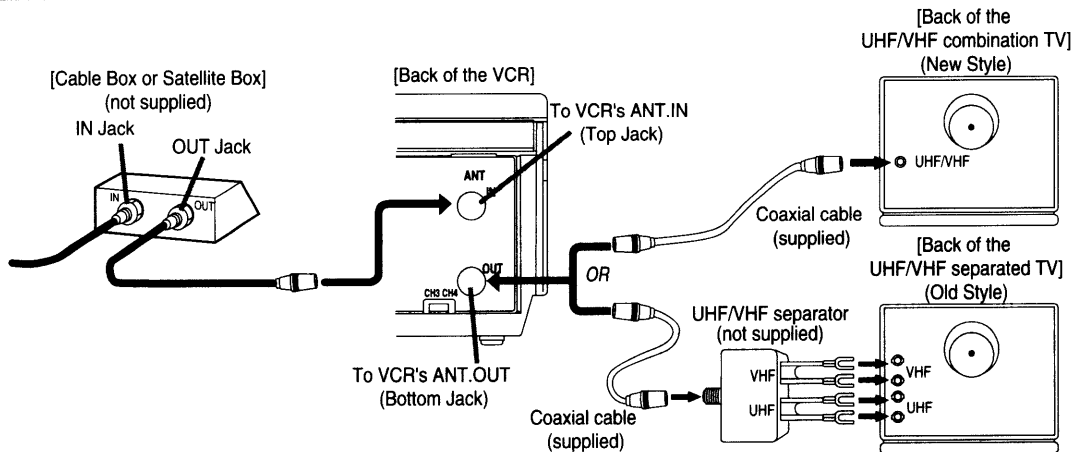 [Cable Box or Satellite Box]
(not supplied)
IN Jack
OUT Jack
IN
OUT
[Back of the VCR]
To VCR's ANT.IN
(Top Jack)
ANT
IN
OUT
CH3 CH4
To VCR's ANT.OUT
(Bottom Jack)
OR
Coaxial cable
(supplied)
[Back of the
UHF/VHF combination TV]
(New Style)
UHF/VHF
Coaxial cable
(supplied)
UHF/VHF separator
(not supplied)
VHF
UHF
[Back of the
UHF/VHF separated TV]
(Old Style)
VHF
UHF